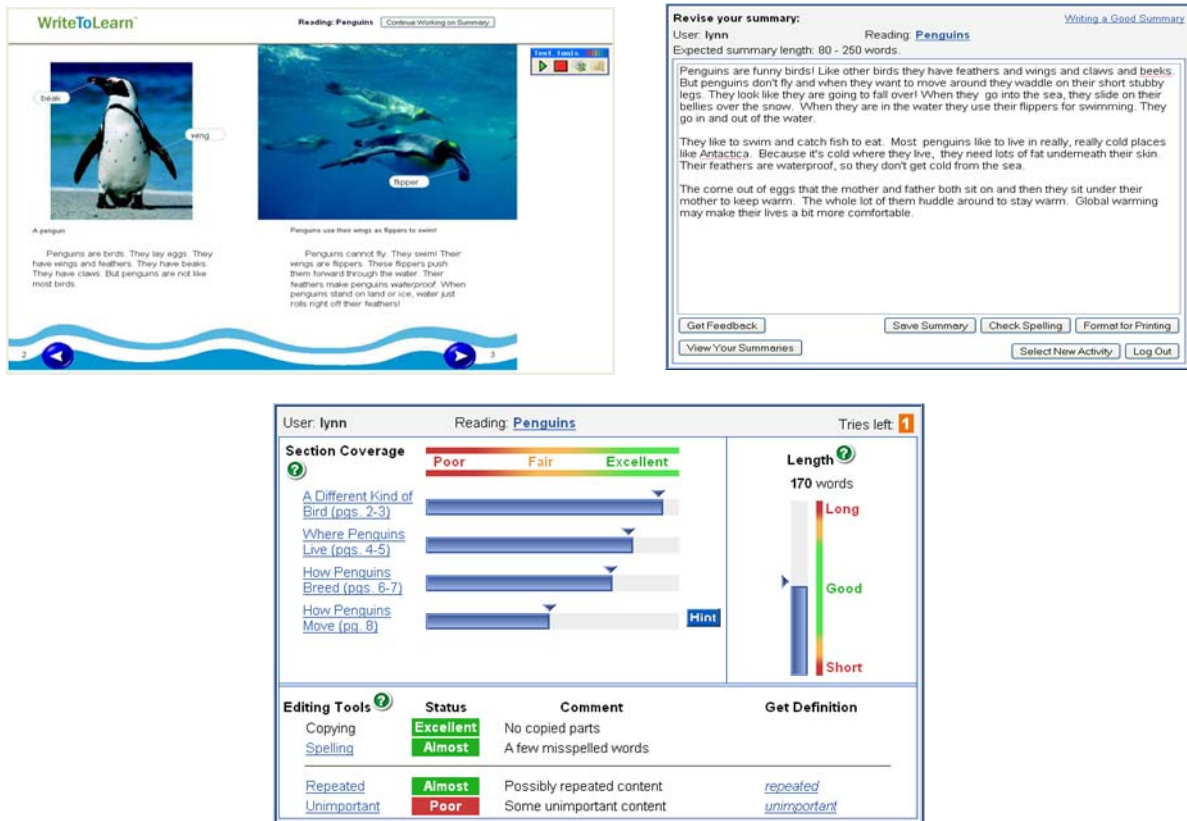 WriteToLearn™
Reading: Penguins Continue Working on Summary
Text Tools
beak
wing
flipper
A penguin
Penguins use their wings as flippers to swim!
Penguins are birds. They lay eggs. They
have wings and feathers. They have beaks.
They have claws. But penguins are not like
most birds.
Penguins cannot fly. They swim! Their
wings are flippers. These flippers push
them forward through the water. Their
feathers make penguins waterproof. When
penguins stand on land or ice, water just
rolls right off their feathers!
2
3
Revise your summary: Writing a Good Summary
User: lynn Reading: Penguins
Expected summary length: 80 - 250 words.
Penguins are funny birds! Like other birds they have feathers and wings and claws and beeks.
But penguins don't fly and when they want to move around they waddle on their short stubby
legs. They look like they are going to fall over! When they go into the sea, they slide on their
bellies over the snow. When they are in the water they use their flippers for swimming. They
go in and out of the water.
They like to swim and catch fish to eat. Most penguins like to live in really, really cold places
like Antactica. Because it's cold where they live, they need lots of fat underneath their skin.
Their feathers are waterproof, so they don't get cold from the sea.
The come out of eggs that the mother and father both sit on and then they sit under their
mother to keep warm. The whole lot of them huddle around to stay warm. Global warming
may make their lives a bit more comfortable.
Get Feedback Save Summary Check Spelling Format for Printing
View Your Summaries Select New Activity Log Out
User: lynn Reading: Penguins Tries left: 1
Section Coverage ?
Poor Fair Excellent
A Different Kind of
Bird (pgs. 2-3)
Where Penguins
Live (pgs. 4-5)
How Penguins
Breed (pgs. 6-7)
How Penguins
Move (pg. 8)
Hint
Length ?
170 words
Long
Good
Short
Editing Tools ? Status Comment Get Definition
Copying Excellent No copied parts
Spelling Almost A few misspelled words
Repeated Almost Possibly repeated content repeated
Unimportant Poor Some unimportant content unimportant